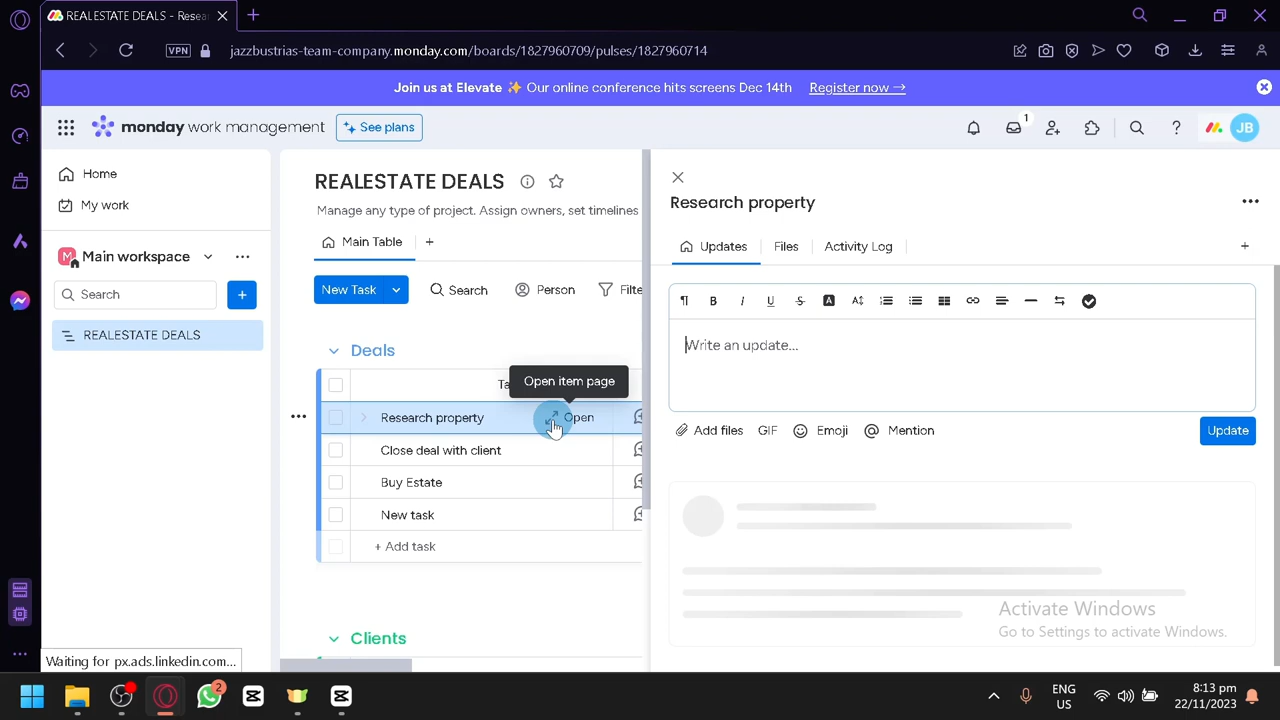 REALESTATE DEALS - Resea
VPN
jazzbustrias-team-company.monday.com/boards/1827960709/pulses/1827960714
Join us at Elevate ✨ Our online conference hits screens Dec 14th Register now →
monday work management
See plans
1
JB
Home
My work
M Main workspace
Search
REALESTATE DEALS
REALESTATE DEALS
Manage any type of project. Assign owners, set timelines
Main Table
New Task
Search
Person
Filte
Deals
Ta
Open item page
Research property
Open
Close deal with client
Buy Estate
New task
+ Add task
Clients
Research property
Updates
Files
Activity Log
B
I
U
S
A
Write an update...
Add files
GIF
Emoji
Mention
Update
Activate Windows
Go to Settings to activate Windows.
Waiting for px.ads.linkedin.com...
2
ENG
US
8:13 pm
22/11/2023